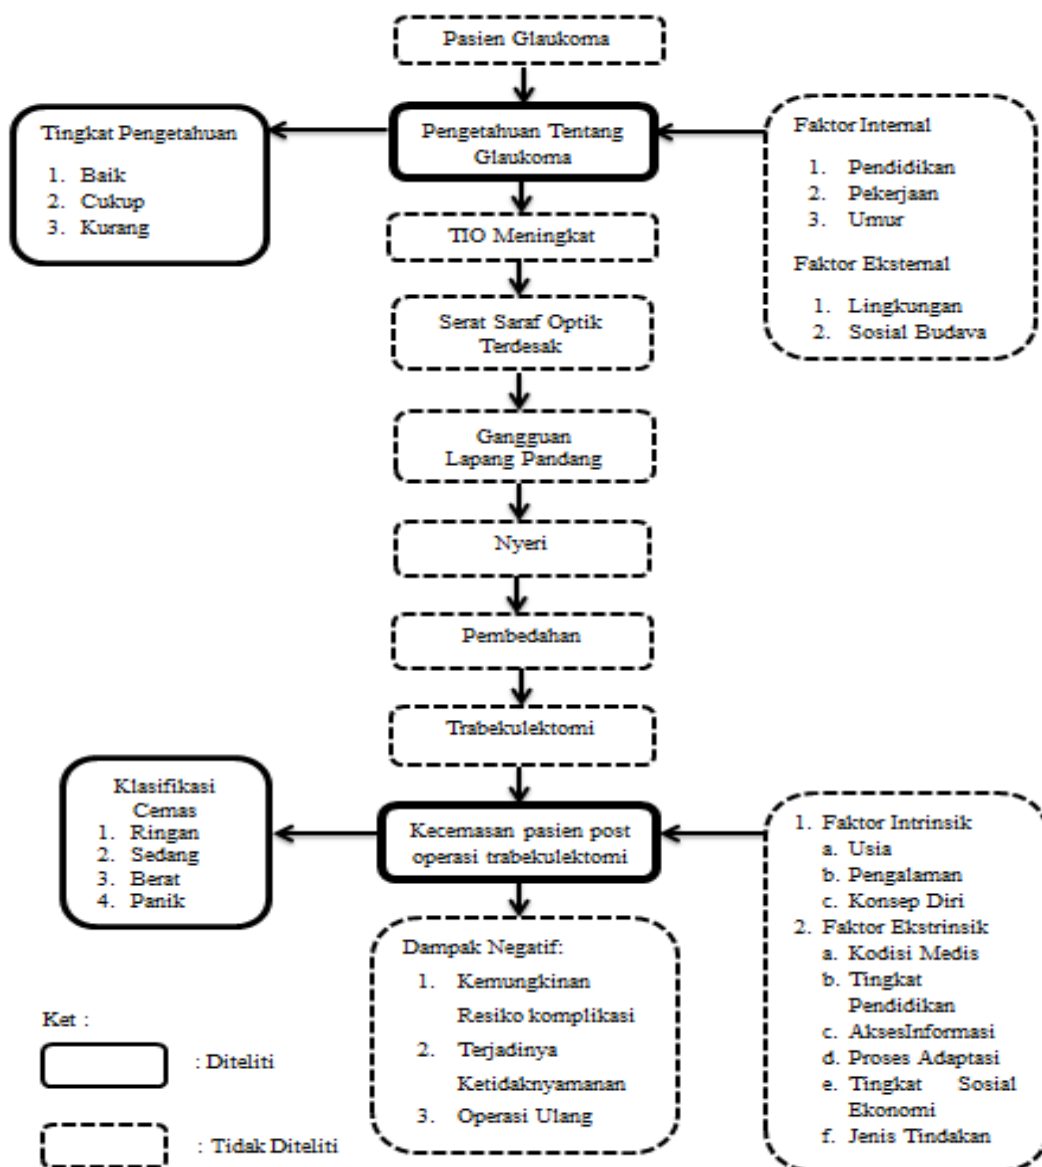 Pasien Glaukoma
Tingkat Pengetahuan
1. Baik
2. Cukup
3. Kurang
Pengetahuan Tentang
Glaukoma
Faktor Internal
1. Pendidikan
2. Pekerjaan
3. Umur
Faktor Eksternal
1. Lingkungan
2. Sosial Budava
TIO Meningkat
Serat Saraf Optik
Terdesak
Gangguan
Lapang Pandang
Nyeri
Pembedahan
Trabekulektomi
Klasifikasi
Cemas
1. Ringan
2. Sedang
3. Berat
4. Panik
Kecemasan pasien post
operasi trabekulektomi
1. Faktor Intrinsik
a. Usia
b. Pengalaman
c. Konsep Diri
2. Faktor Ekstrinsik
a. Kodisi Medis
b. Tingkat
Pendidikan
c. AksesInformasi
d. Proses Adaptasi
e. Tingkat Sosial
Ekonomi
f. Jenis Tindakan
Dampak Negatif:
1. Kemungkinan
Resiko komplikasi
2. Terjadinya
Ketidaknyamanan
3. Operasi Ulang
Ket :
: Diteliti
: Tidak Diteliti